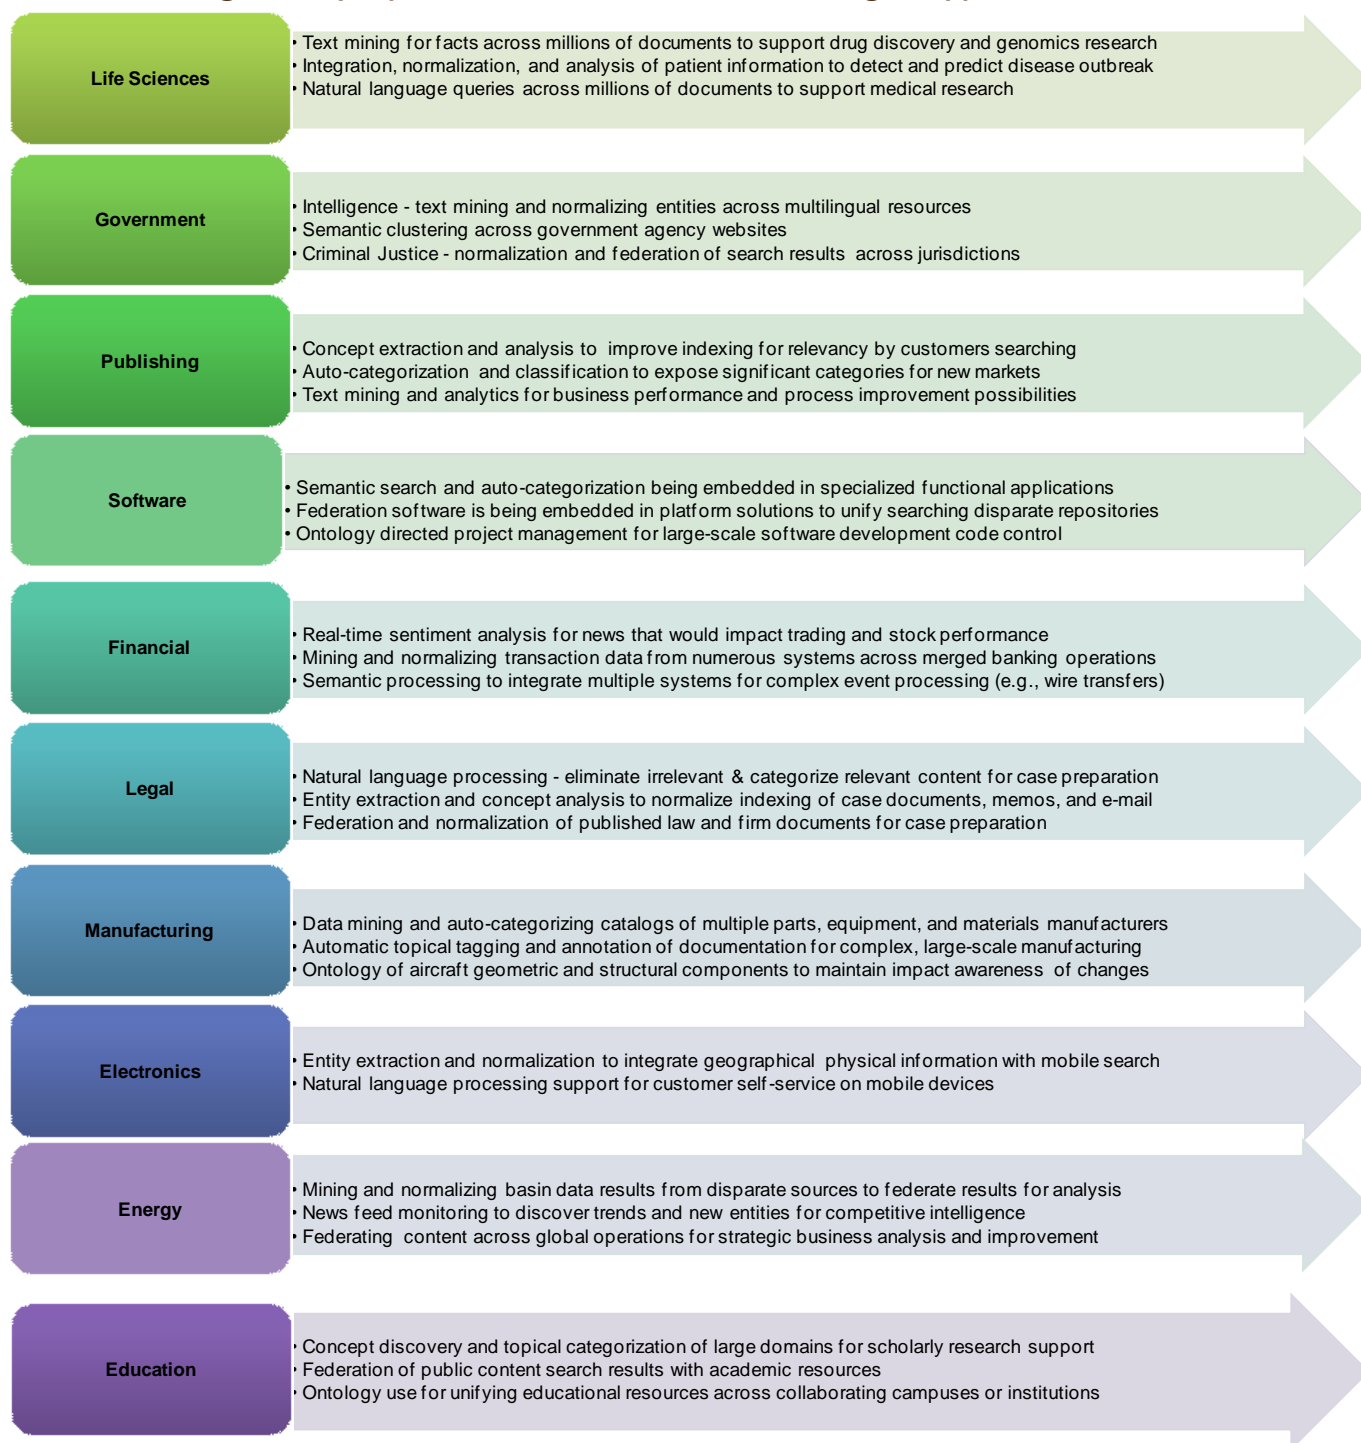 Life Sciences
• Text mining for facts across millions of documents to support drug discovery and genomics research
• Integration, normalization, and analysis of patient information to detect and predict disease outbreak
• Natural language queries across millions of documents to support medical research
Government
• Intelligence - text mining and normalizing entities across multilingual resources
• Semantic clustering across government agency websites
• Criminal Justice - normalization and federation of search results across jurisdictions
Publishing
• Concept extraction and analysis to improve indexing for relevancy by customers searching
• Auto-categorization and classification to expose significant categories for new markets
• Text mining and analytics for business performance and process improvement possibilities
Software
• Semantic search and auto-categorization being embedded in specialized functional applications
• Federation software is being embedded in platform solutions to unify searching disparate repositories
• Ontology directed project management for large-scale software development code control
Financial
• Real-time sentiment analysis for news that would impact trading and stock performance
• Mining and normalizing transaction data from numerous systems across merged banking operations
• Semantic processing to integrate multiple systems for complex event processing (e.g., wire transfers)
Legal
• Natural language processing - eliminate irrelevant & categorize relevant content for case preparation
• Entity extraction and concept analysis to normalize indexing of case documents, memos, and e-mail
• Federation and normalization of published law and firm documents for case preparation
Manufacturing
• Data mining and auto-categorizing catalogs of multiple parts, equipment, and materials manufacturers
• Automatic topical tagging and annotation of documentation for complex, large-scale manufacturing
• Ontology of aircraft geometric and structural components to maintain impact awareness of changes
Electronics
• Entity extraction and normalization to integrate geographical physical information with mobile search
• Natural language processing support for customer self-service on mobile devices
Energy
• Mining and normalizing basin data results from disparate sources to federate results for analysis
• News feed monitoring to discover trends and new entities for competitive intelligence
• Federating content across global operations for strategic business analysis and improvement
Education
• Concept discovery and topical categorization of large domains for scholarly research support
• Federation of public content search results with academic resources
• Ontology use for unifying educational resources across collaborating campuses or institutions